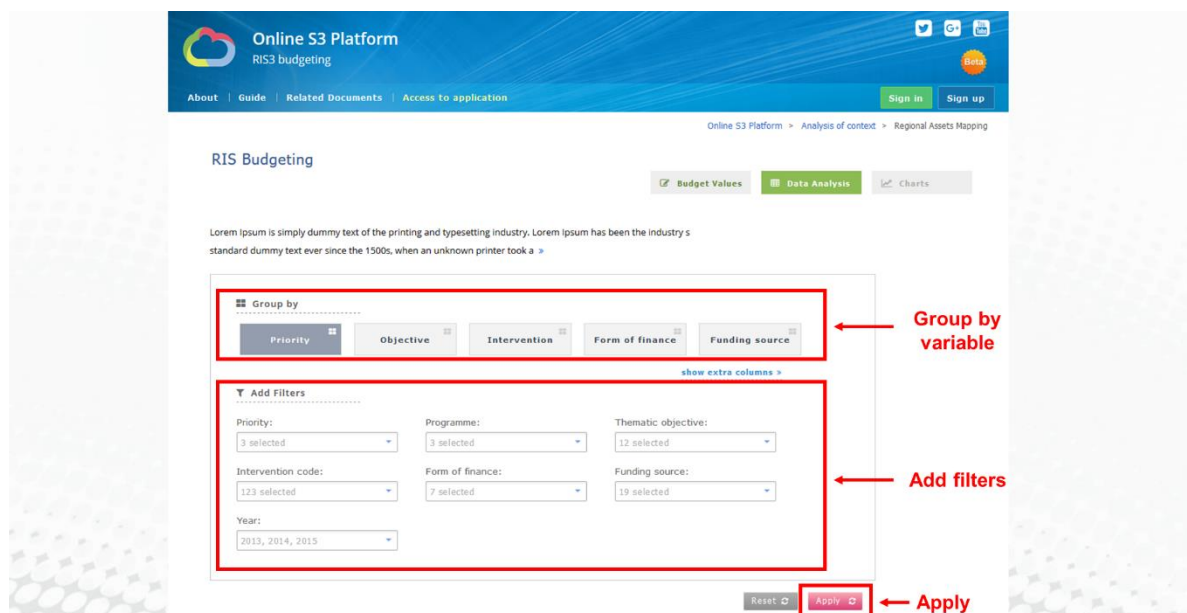 Online S3 Platform
RIS3 budgeting
Beta
About | Guide | Related Documents | Access to application
Sign in
Sign up
Online S3 Platform > Analysis of context > Regional Assets Mapping
RIS Budgeting
Budget Values
Data Analysis
Charts
Lorem Ipsum is simply dummy text of the printing and typesetting industry. Lorem Ipsum has been the industry s
standard dummy text ever since the 1500s, when an unknown printer took a »
Group by
Priority
Objective
Intervention
Form of finance
Funding source
Group by
variable
show extra columns »
Add Filters
Priority:
Programme:
Thematic objective:
3 selected
3 selected
12 selected
Intervention code:
Form of finance:
Funding source:
123 selected
7 selected
19 selected
Add filters
Year:
2013, 2014, 2015
Reset
Apply
Apply